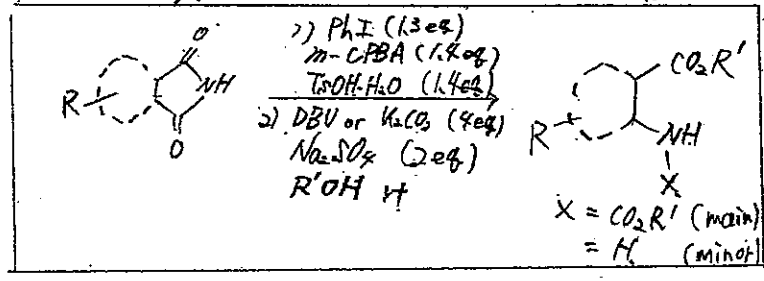 O
NH
O
R
1) PhI (1.3eq)
m-CPBA (1.4eq)
TsOH·H₂O (1.4eq)
2) DBU or K₂CO₃ (4eq)
Na₂SO₄ (2eq)
R'OH rt
CO₂R'
R
NH
X
X = CO₂R' (main)
= H (minor)